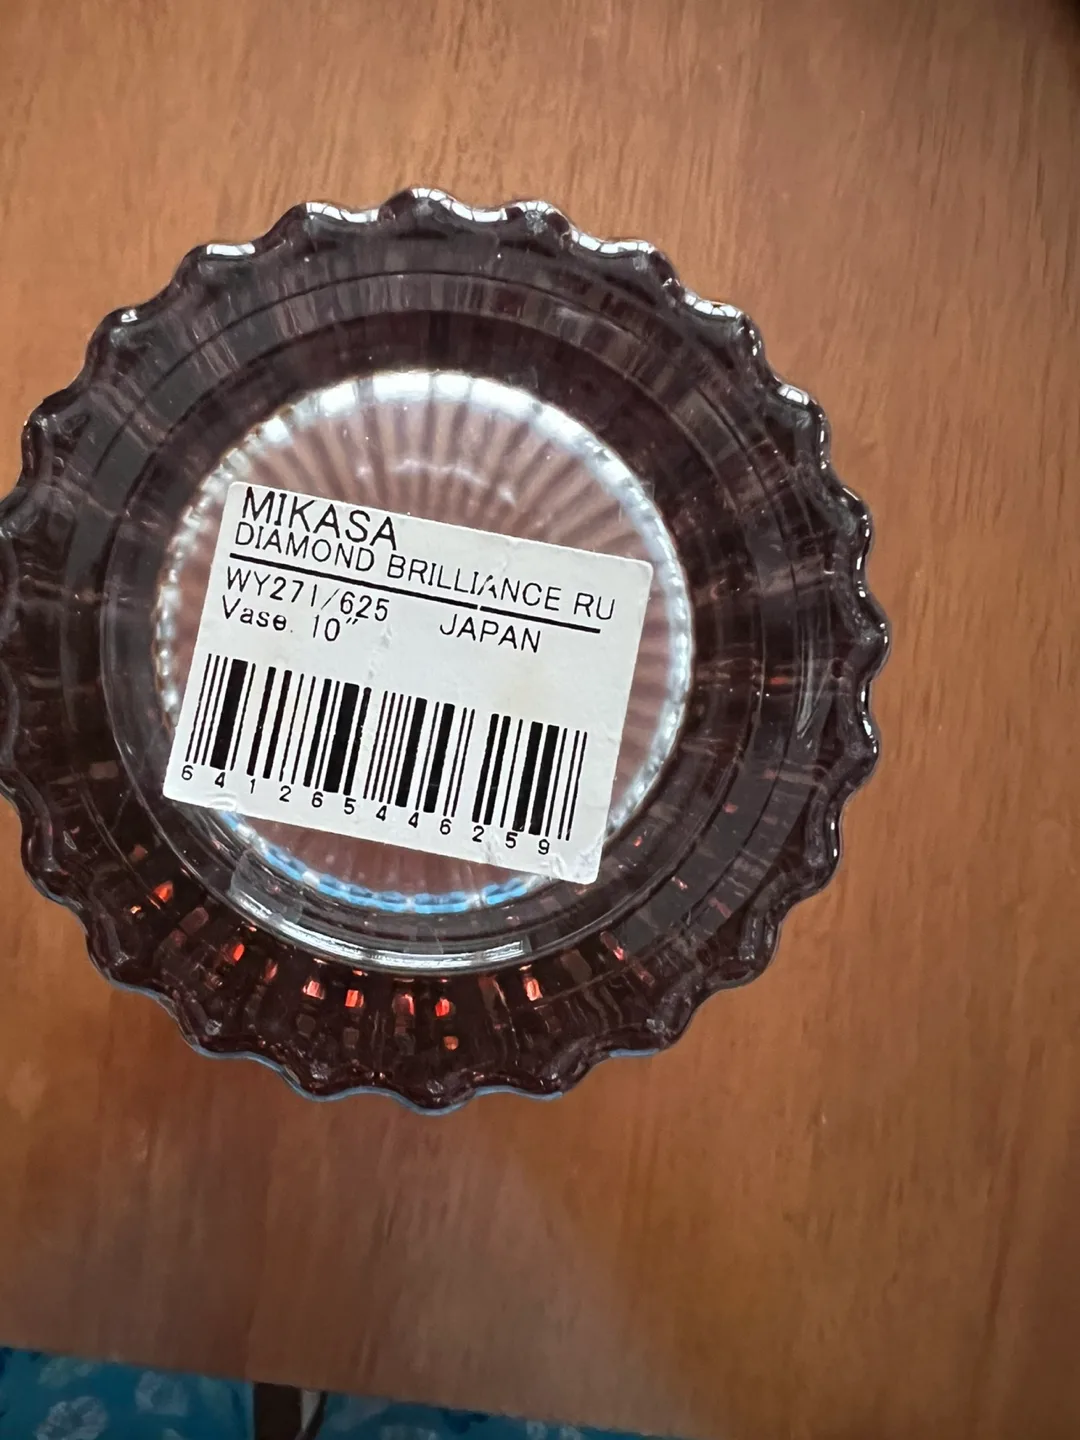 MIKASA
DIAMOND BRILLIANCE RU
WY271/625
Vase. 10" JAPAN
6 41265 44625 9